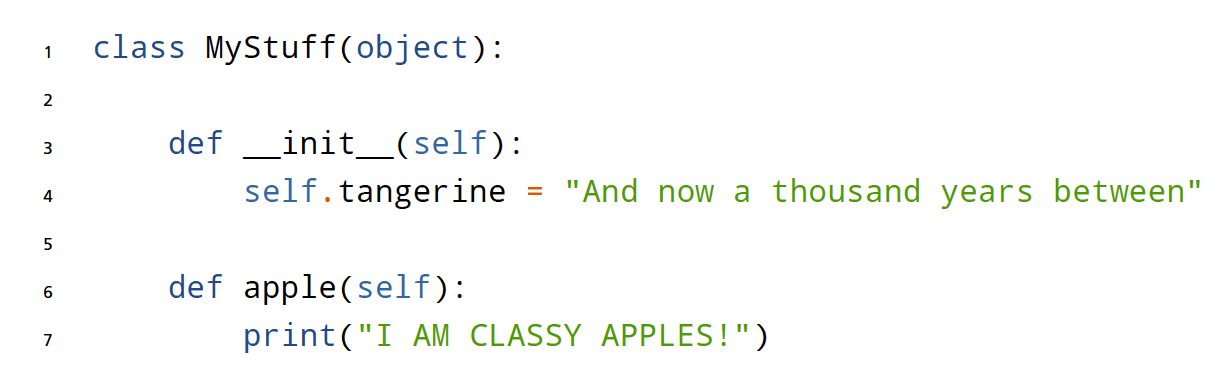 1 class MyStuff(object):
2
3     def __init__(self):
4         self.tangerine = "And now a thousand years between"
5
6     def apple(self):
7         print("I AM CLASSY APPLES!")